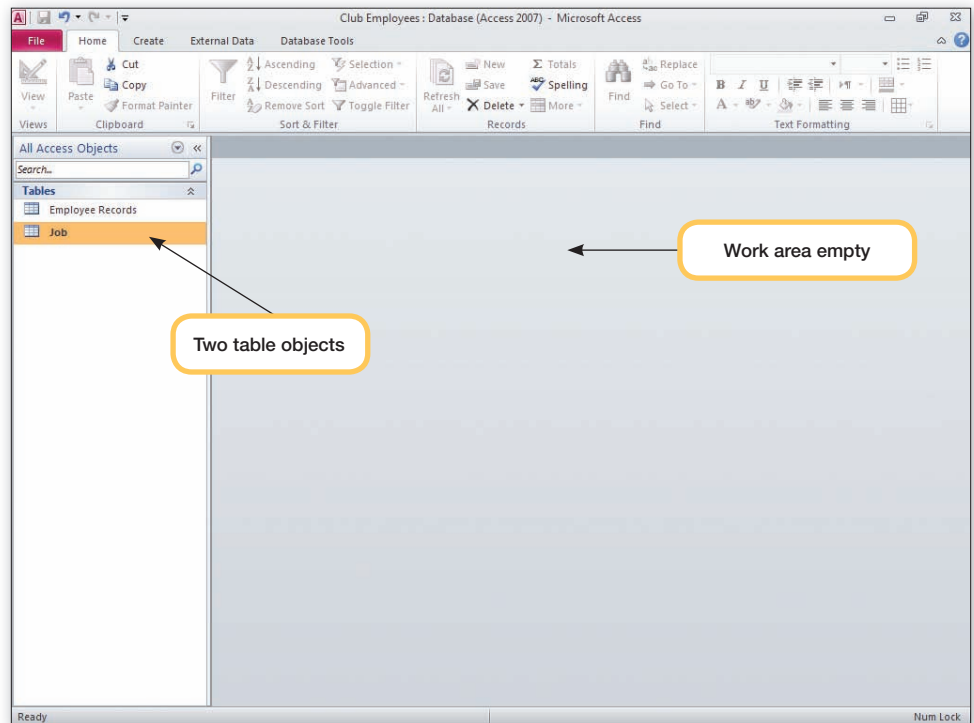 A
Club Employees : Database (Access 2007) - Microsoft Access
File Home Create External Data Database Tools
View
Views
Paste
Cut
Copy
Format Painter
Clipboard
Filter
Ascending
Descending
Remove Sort
Selection
Advanced
Toggle Filter
Sort & Filter
Refresh
All
New
Save
Delete
Σ Totals
ABC Spelling
More
Records
Find
Replace
Go To
Select
Find
B I U
A
Text Formatting
All Access Objects
Search...
Tables
Employee Records
Job
Work area empty
Two table objects
Ready
Num Lock